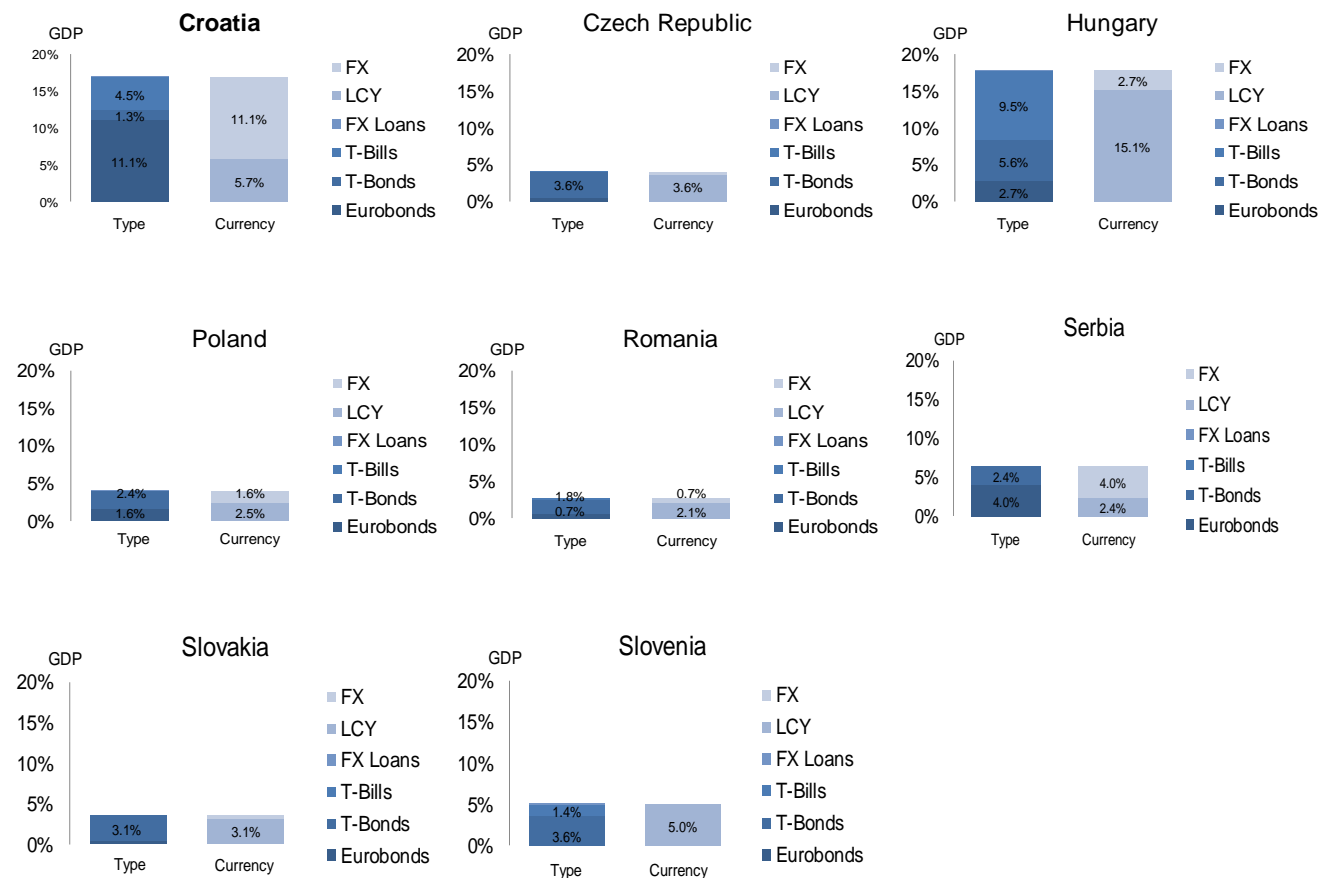 Croatia
GDP
20%
15%
10%
5%
0%
4.5%
1.3%
11.1%
11.1%
5.7%
Type
Currency
FX
LCY
FX Loans
T-Bills
T-Bonds
Eurobonds
Czech Republic
GDP
20%
15%
10%
5%
0%
3.6%
3.6%
Type
Currency
FX
LCY
FX Loans
T-Bills
T-Bonds
Eurobonds
Hungary
GDP
20%
15%
10%
5%
0%
9.5%
5.6%
2.7%
2.7%
15.1%
Type
Currency
FX
LCY
FX Loans
T-Bills
T-Bonds
Eurobonds
Poland
GDP
20%
15%
10%
5%
0%
2.4%
1.6%
1.6%
2.5%
Type
Currency
FX
LCY
FX Loans
T-Bills
T-Bonds
Eurobonds
Romania
GDP
20%
15%
10%
5%
0%
1.8%
0.7%
0.7%
2.1%
Type
Currency
FX
LCY
FX Loans
T-Bills
T-Bonds
Eurobonds
Serbia
GDP
20%
15%
10%
5%
0%
2.4%
4.0%
4.0%
2.4%
Type
Currency
FX
LCY
FX Loans
T-Bills
T-Bonds
Eurobonds
Slovakia
GDP
20%
15%
10%
5%
0%
3.1%
3.1%
Type
Currency
FX
LCY
FX Loans
T-Bills
T-Bonds
Eurobonds
Slovenia
GDP
20%
15%
10%
5%
0%
1.4%
3.6%
5.0%
Type
Currency
FX
LCY
FX Loans
T-Bills
T-Bonds
Eurobonds